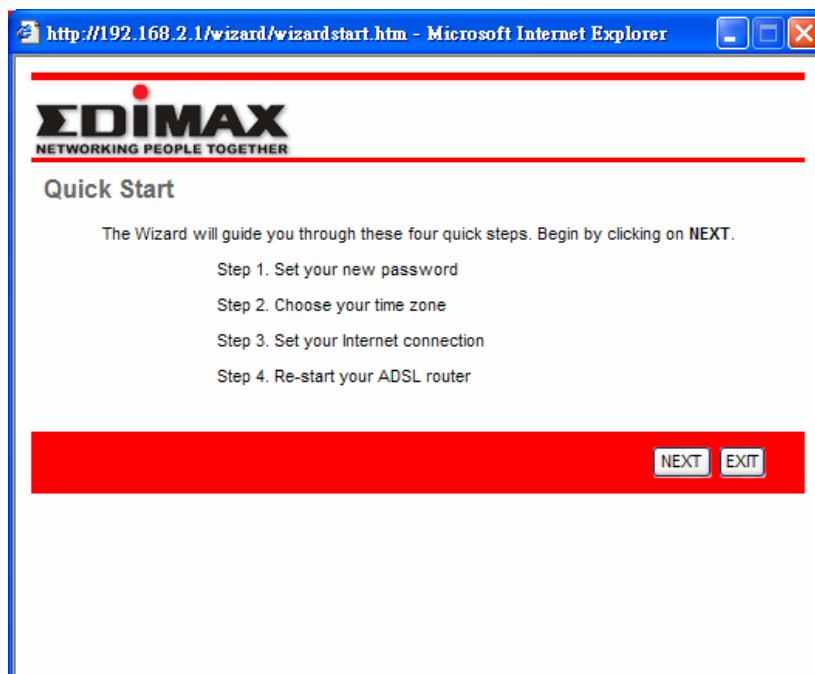 http://192.168.2.1/wizard/wizardstart.htm - Microsoft Internet Explorer
EDIMAX
NETWORKING PEOPLE TOGETHER
Quick Start
The Wizard will guide you through these four quick steps. Begin by clicking on NEXT.
Step 1. Set your new password
Step 2. Choose your time zone
Step 3. Set your Internet connection
Step 4. Re-start your ADSL router
NEXT EXIT